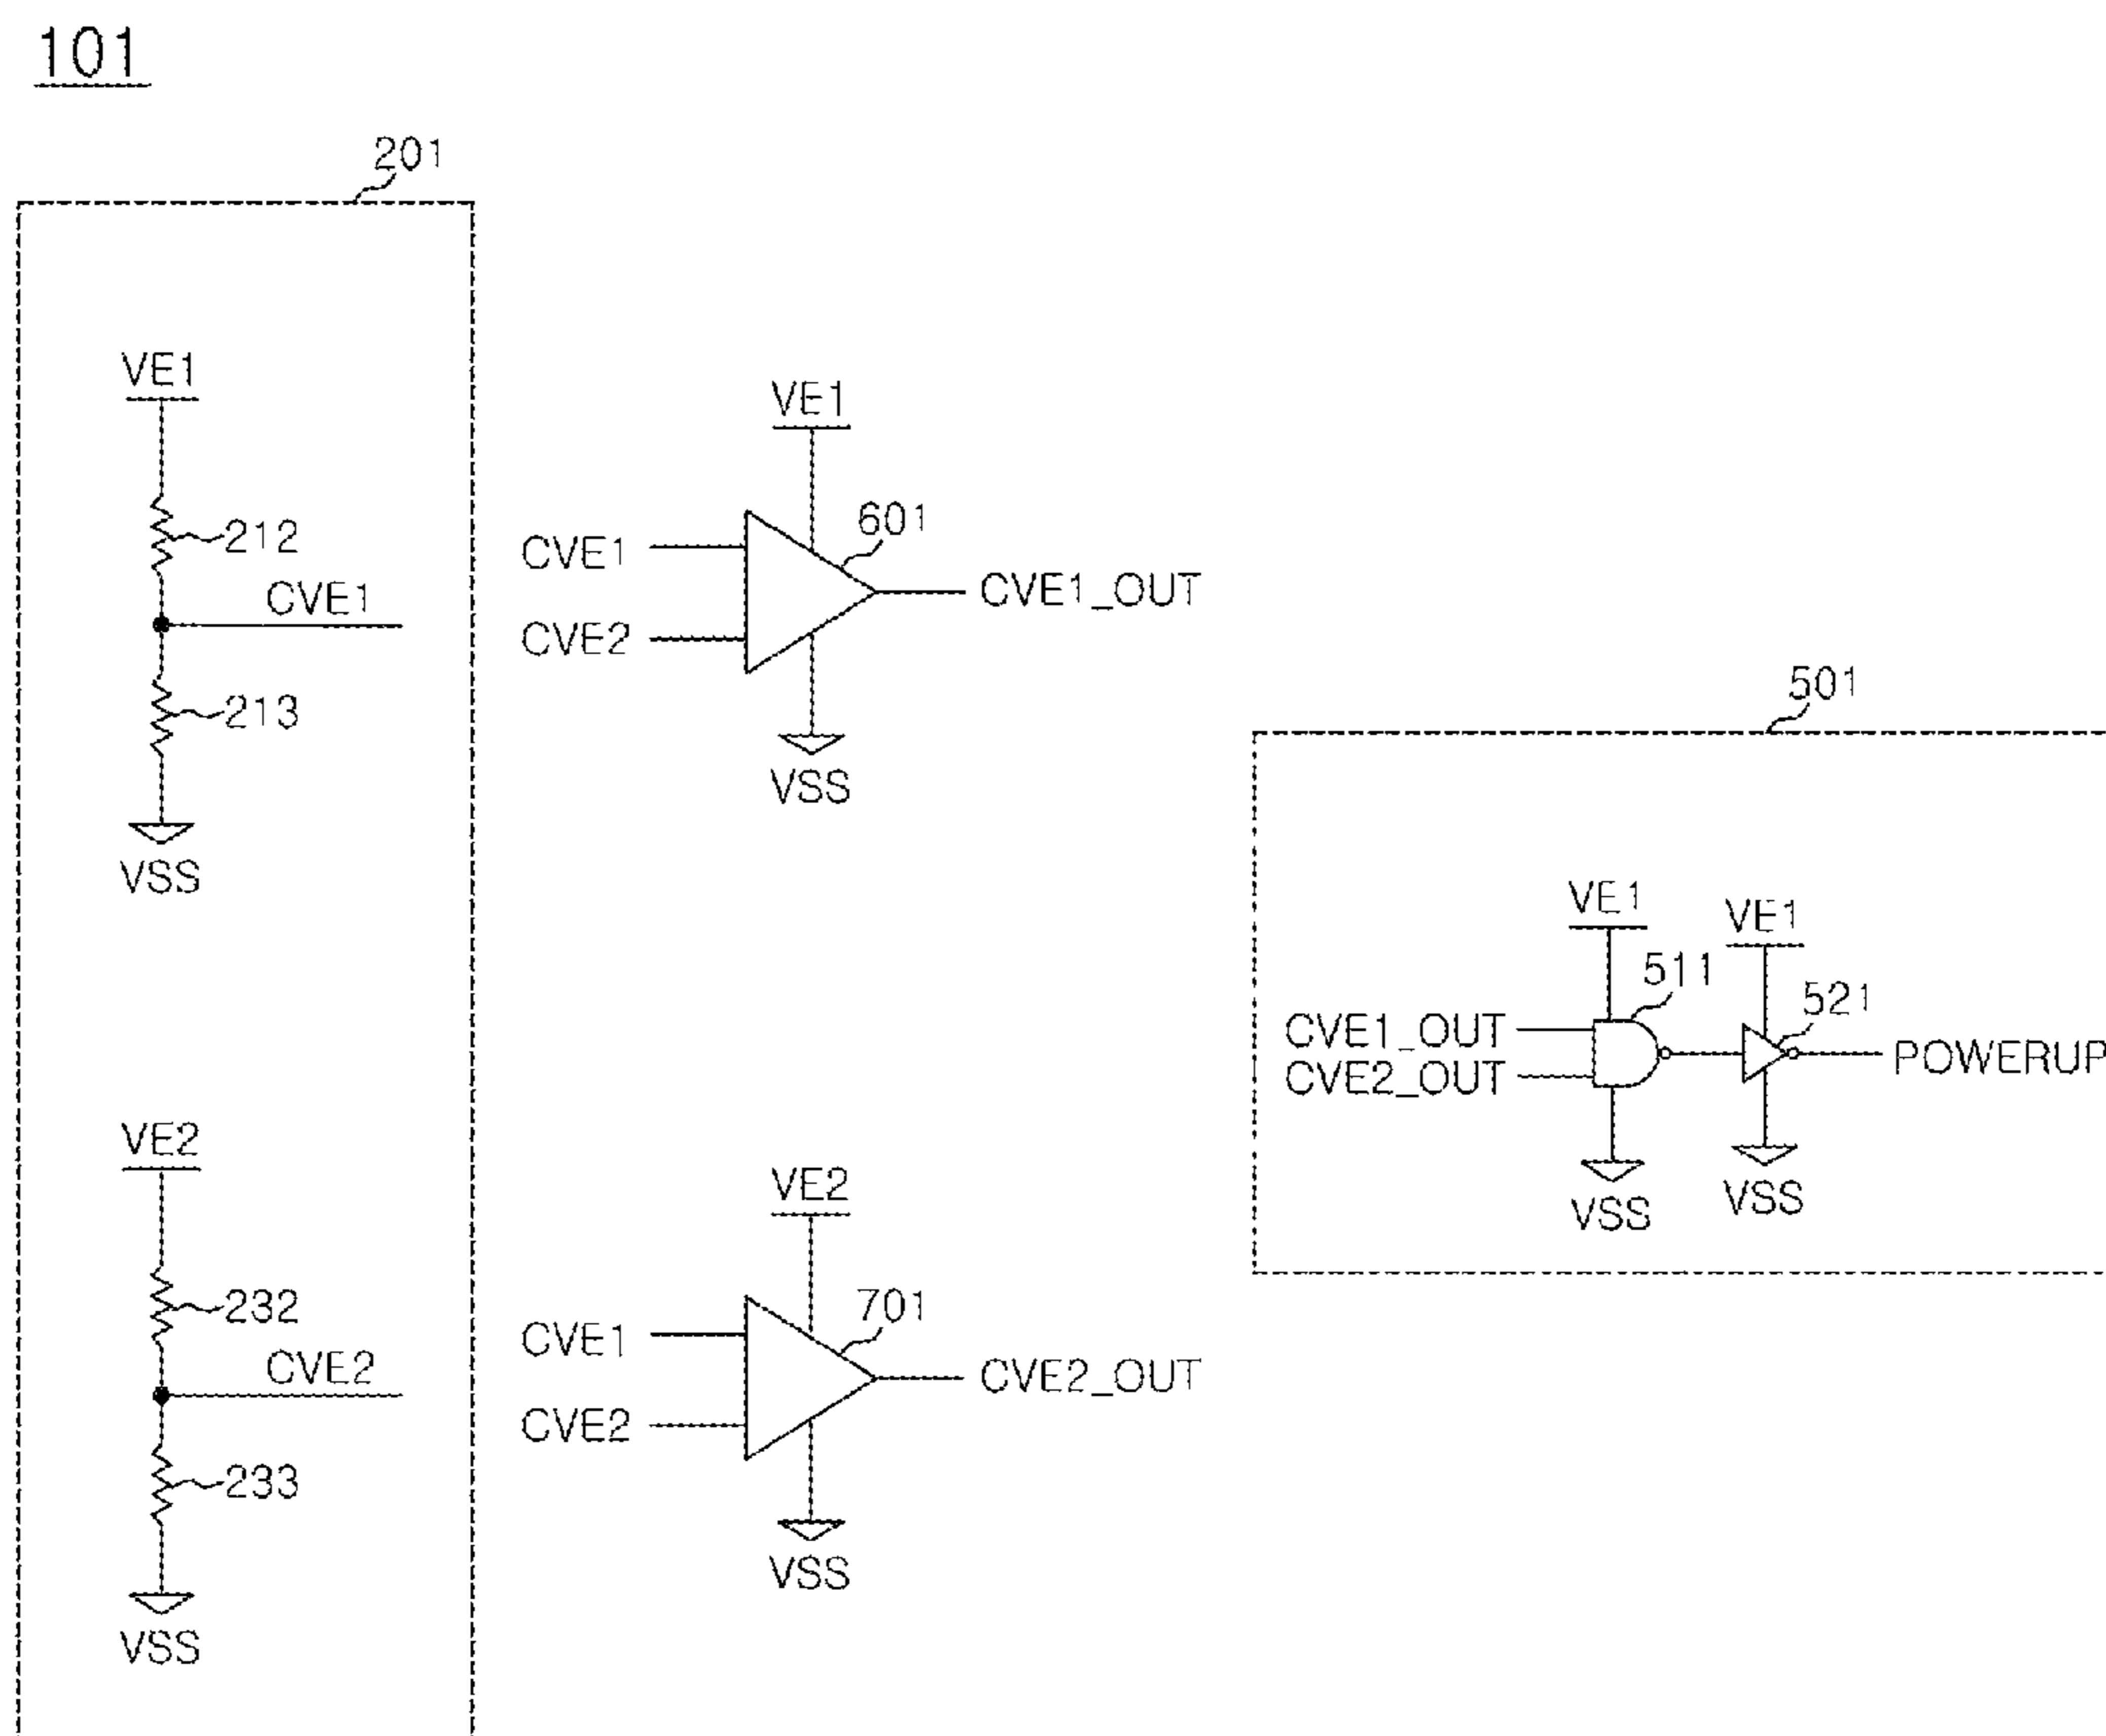 101
201
VE1
212
CVE1
213
VSS
VE2
232
CVE2
233
VSS
VE1
601
CVE1
CVE2
CVE1_OUT
VSS
VE2
701
CVE1
CVE2
CVE2_OUT
VSS
501
VE1
VE1
511
521
CVE1_OUT
CVE2_OUT
POWERUP
VSS
VSS